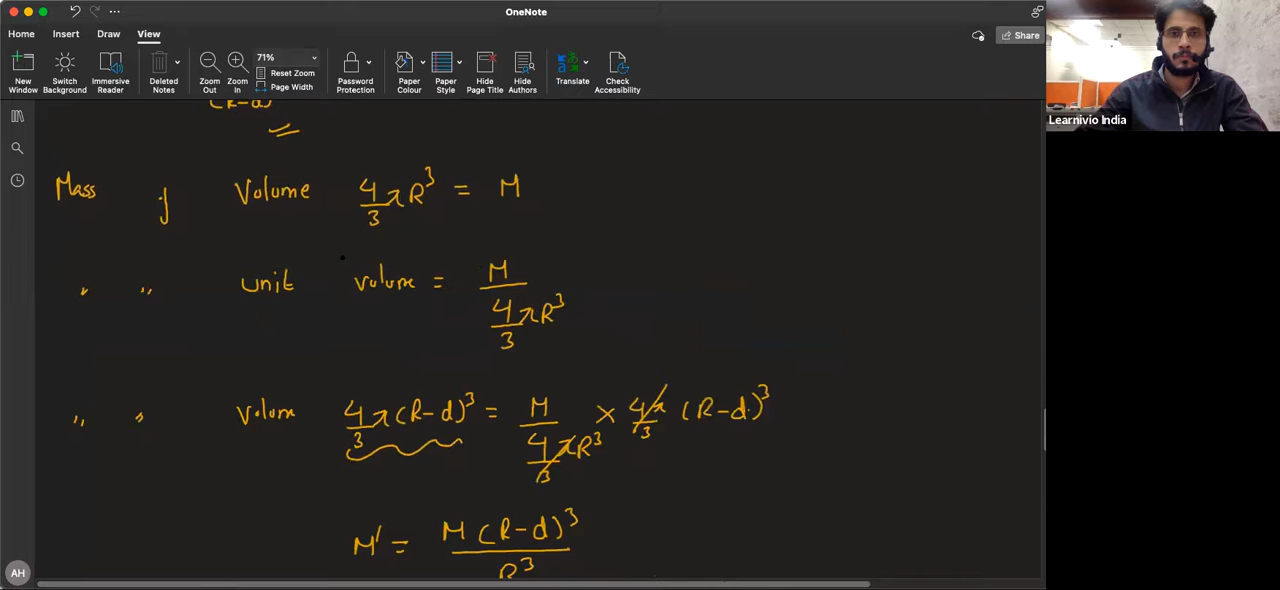 OneNote
Home Insert Draw View
Share
71%
Reset Zoom
Page Width
New Window
Switch Background
Immersive Reader
Deleted Notes
Zoom Out
Zoom In
Password Protection
Paper Colour
Paper Style
Hide Page Title
Hide Authors
Translate
Check Accessibility
Learnivio India
(R-d)
Mass of Volume 4/3 πR³ = M
" " unit volume = M / (4/3 πR³)
" " volume 4/3 π(R-d)³ = M / (4/3 πR³) × 4/3 π (R-d)³
M' = M(R-d)³ / R³
AH